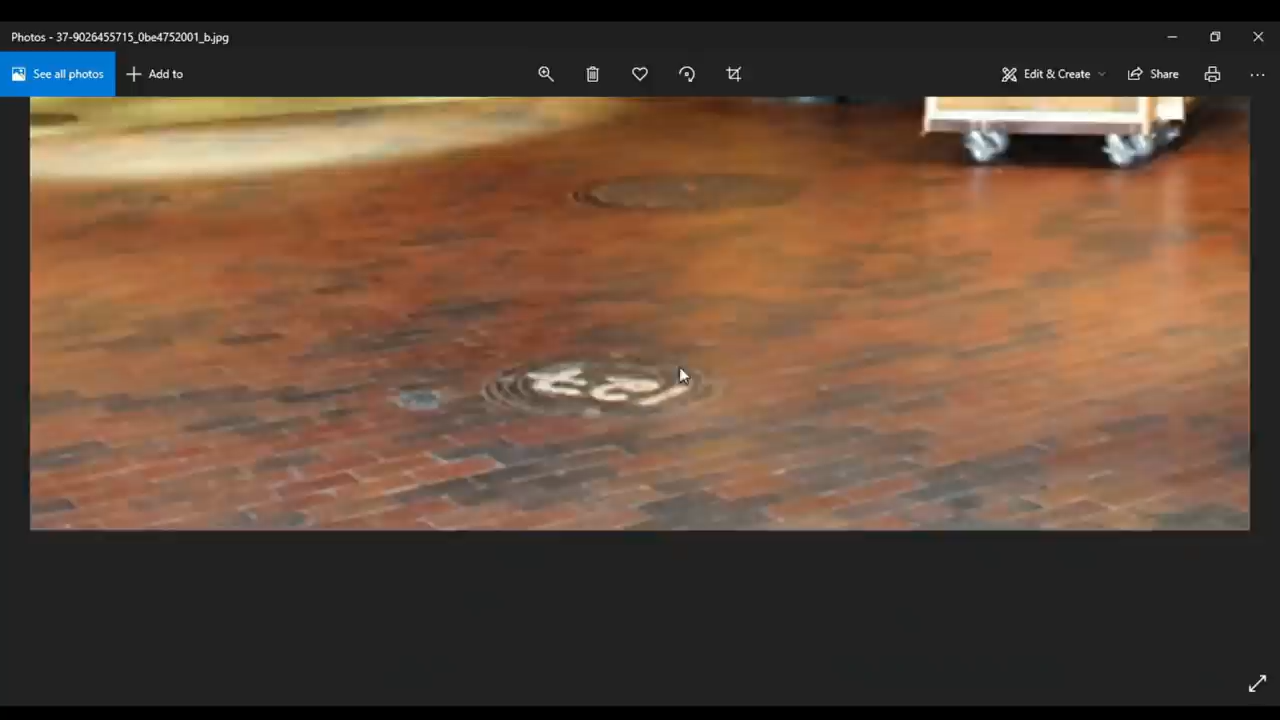 Photos - 37-9026455715_0be4752001_b.jpg
See all photos
Add to
Edit & Create
Share